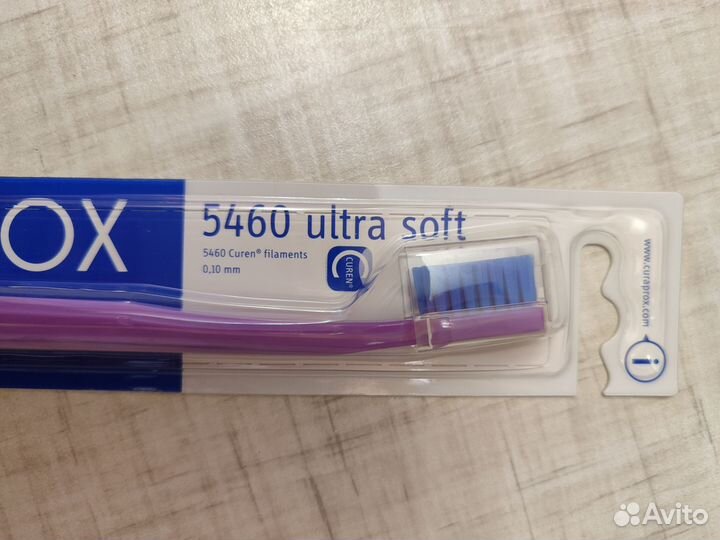 OX
5460 ultra soft
5460 Curen® filaments
0,10 mm
CUREN®
www.curaprox.com
i
Avito